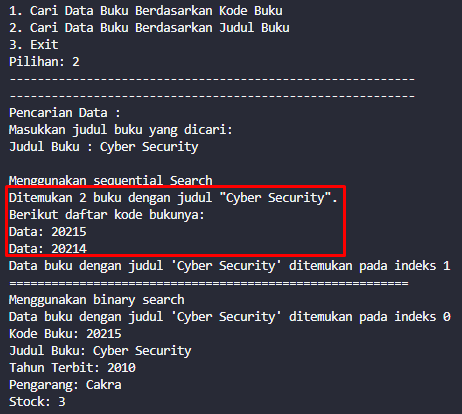 1. Cari Data Buku Berdasarkan Kode Buku
2. Cari Data Buku Berdasarkan Judul Buku
3. Exit
Pilihan: 2
----------------------------------------------------------
----------------------------------------------------------
Pencarian Data :
Masukkan judul buku yang dicari:
Judul Buku : Cyber Security
Menggunakan sequential Search
Ditemukan 2 buku dengan judul "Cyber Security".
Berikut daftar kode bukunya:
Data: 20215
Data: 20214
Data buku dengan judul 'Cyber Security' ditemukan pada indeks 1
=========================================================
Menggunakan binary search
Data buku dengan judul 'Cyber Security' ditemukan pada indeks 0
Kode Buku: 20215
Judul Buku: Cyber Security
Tahun Terbit: 2010
Pengarang: Cakra
Stock: 3